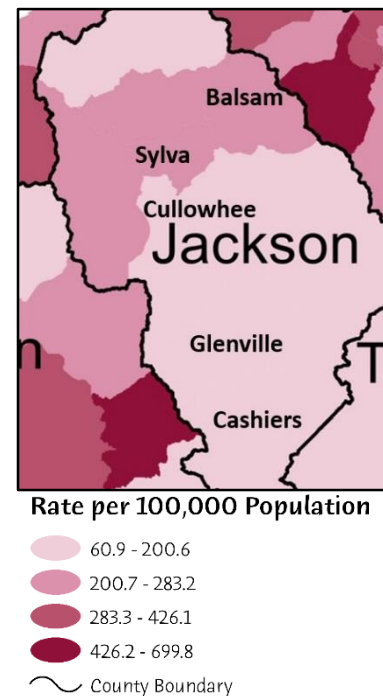 Balsam
Sylva
Cullowhee
Jackson
n
Glenville
T
Cashiers
Rate per 100,000 Population
60.9 - 200.6
200.7 - 283.2
283.3 - 426.1
426.2 - 699.8
County Boundary